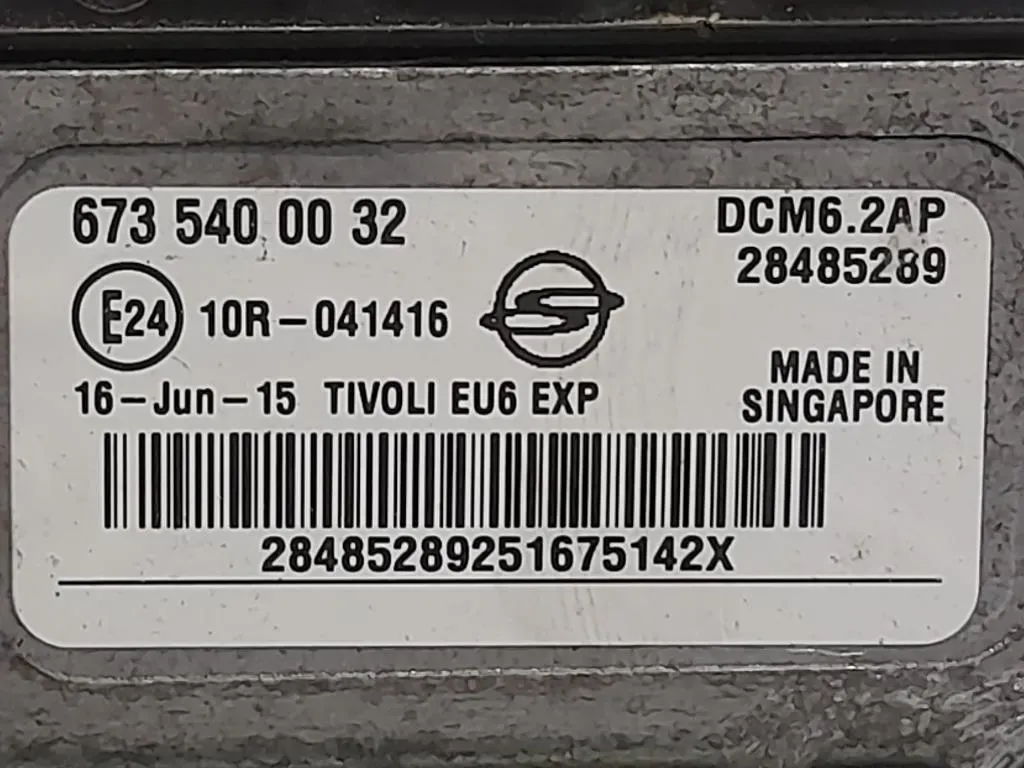 673 540 00 32
DCM6.2AP
28485289
E24 10R-041416
MADE IN
SINGAPORE
16-Jun-15 TIVOLI EU6 EXP
28485289251675142X